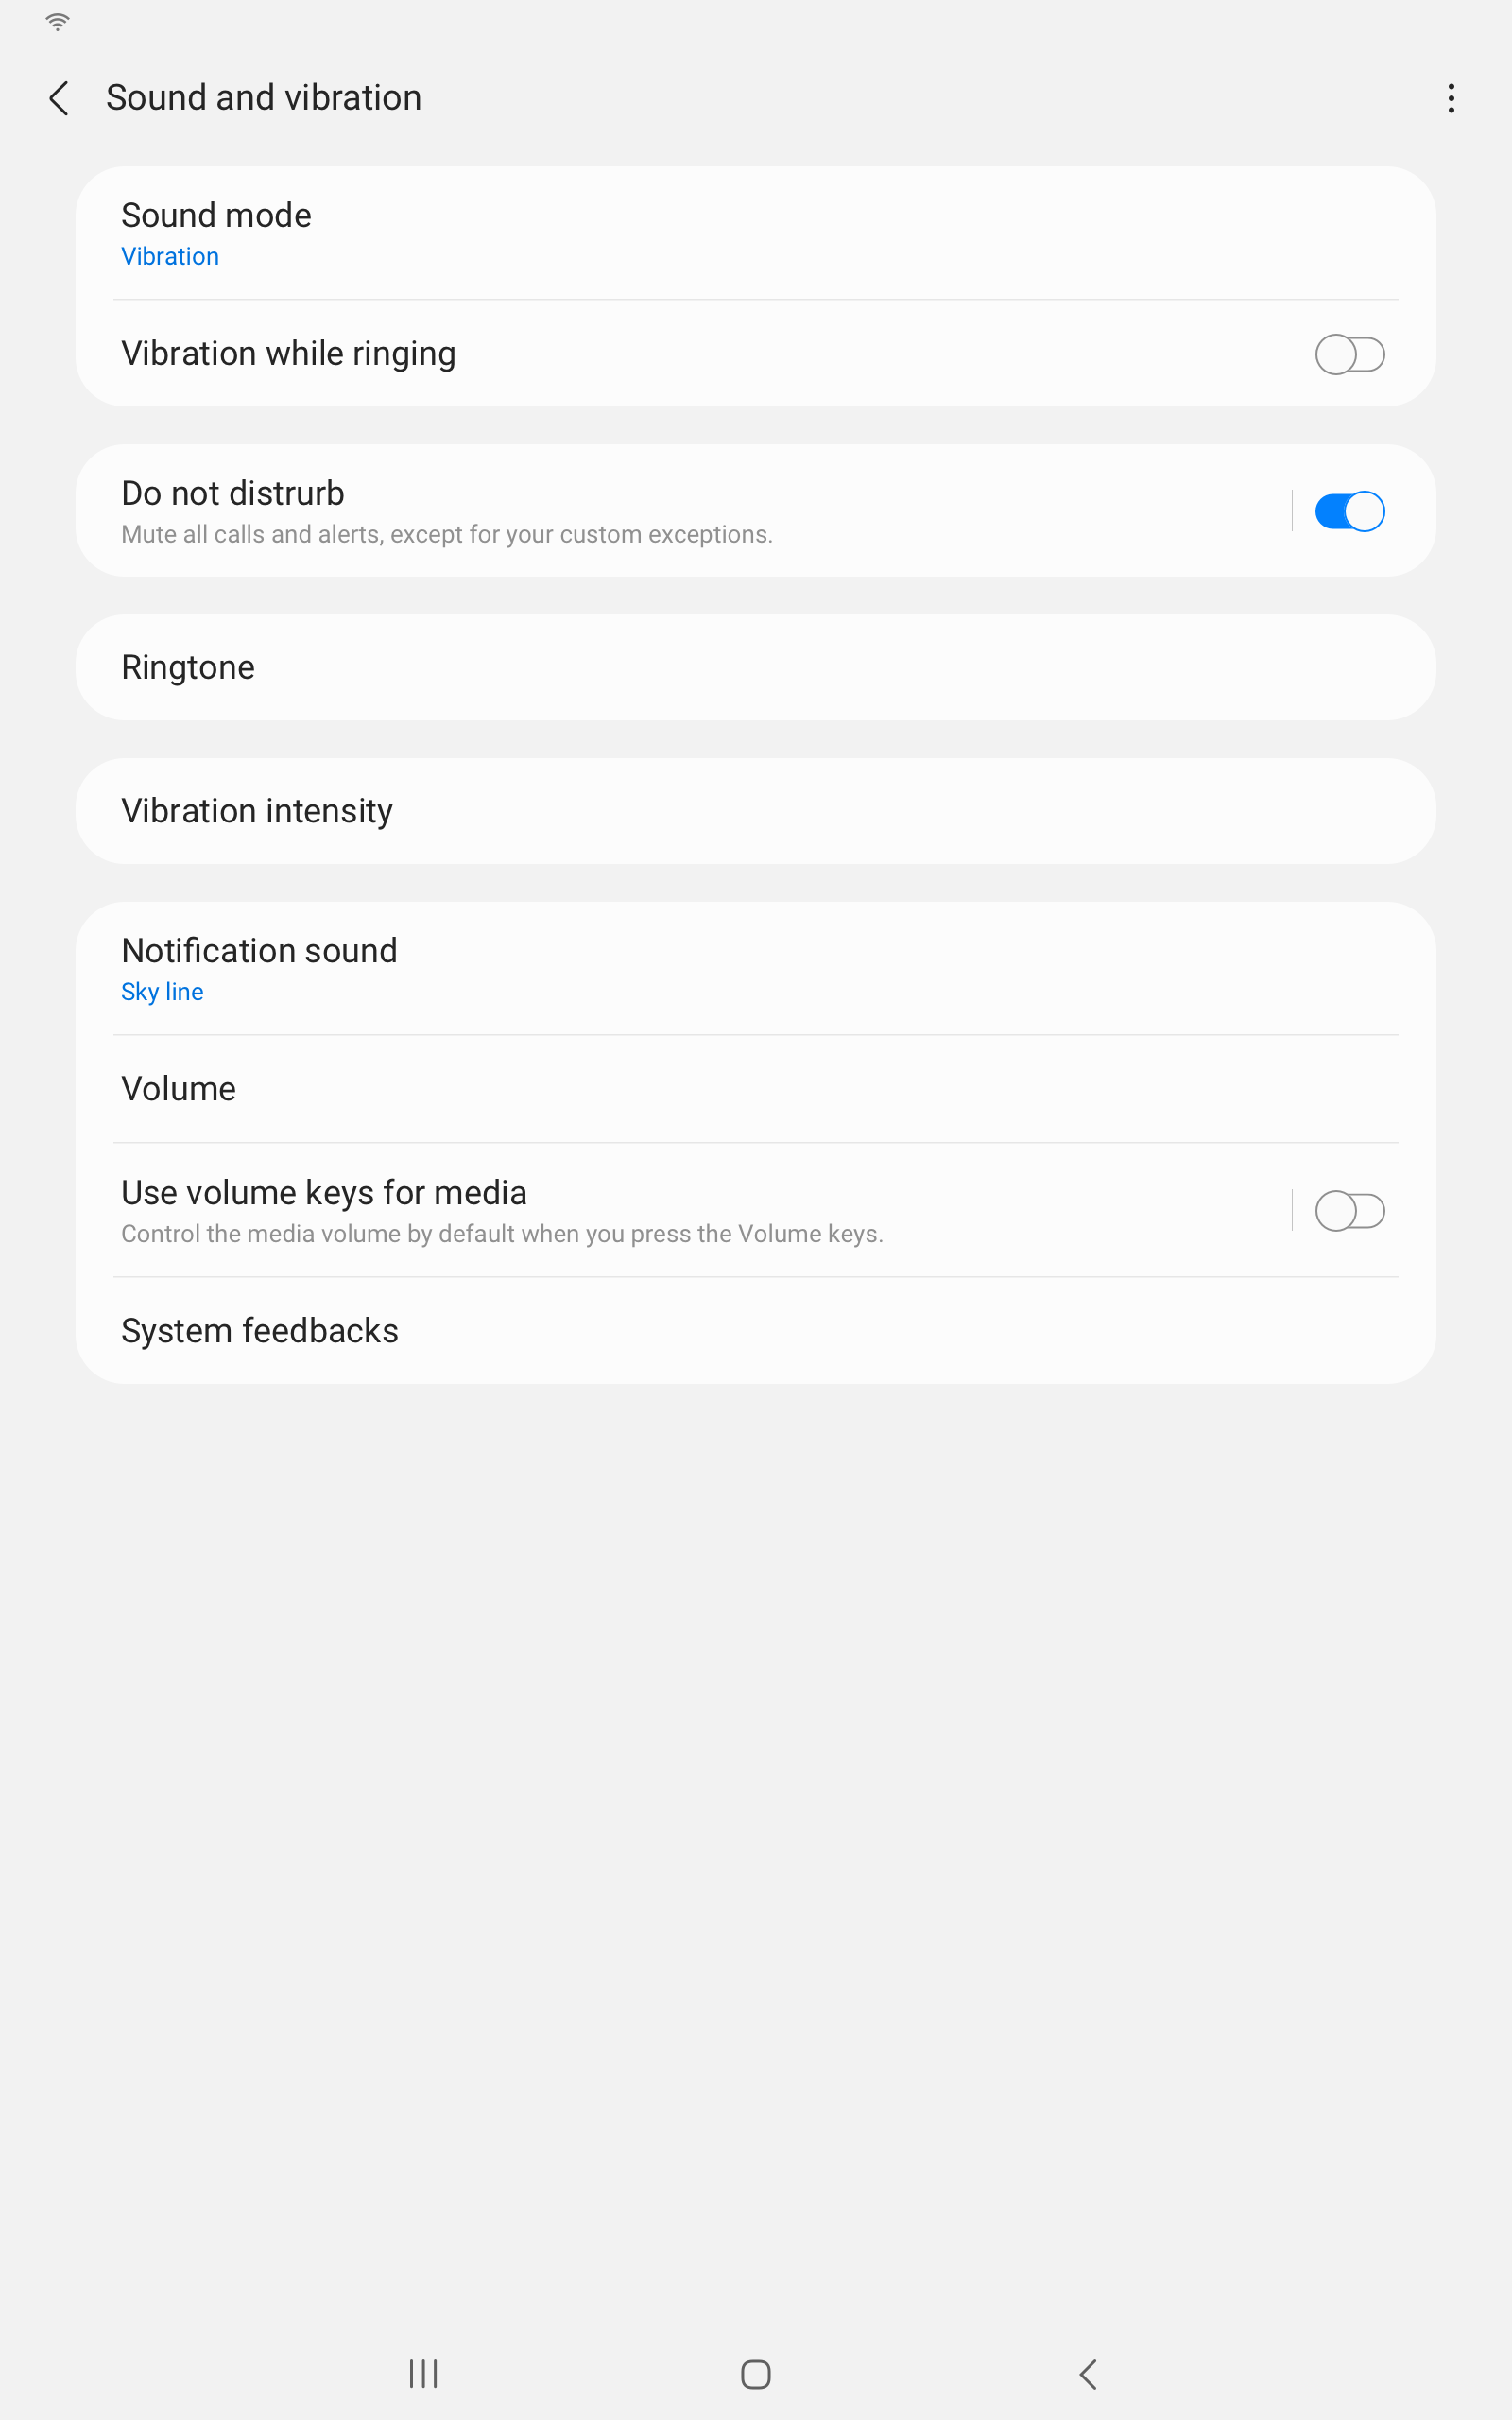 Sound and vibration
Sound mode
Vibration
Vibration while ringing
Do not distrurb
Mute all calls and alerts, except for your custom exceptions.
Ringtone
Vibration intensity
Notification sound
Sky line
Volume
Use volume keys for media
Control the media volume by default when you press the Volume keys.
System feedbacks